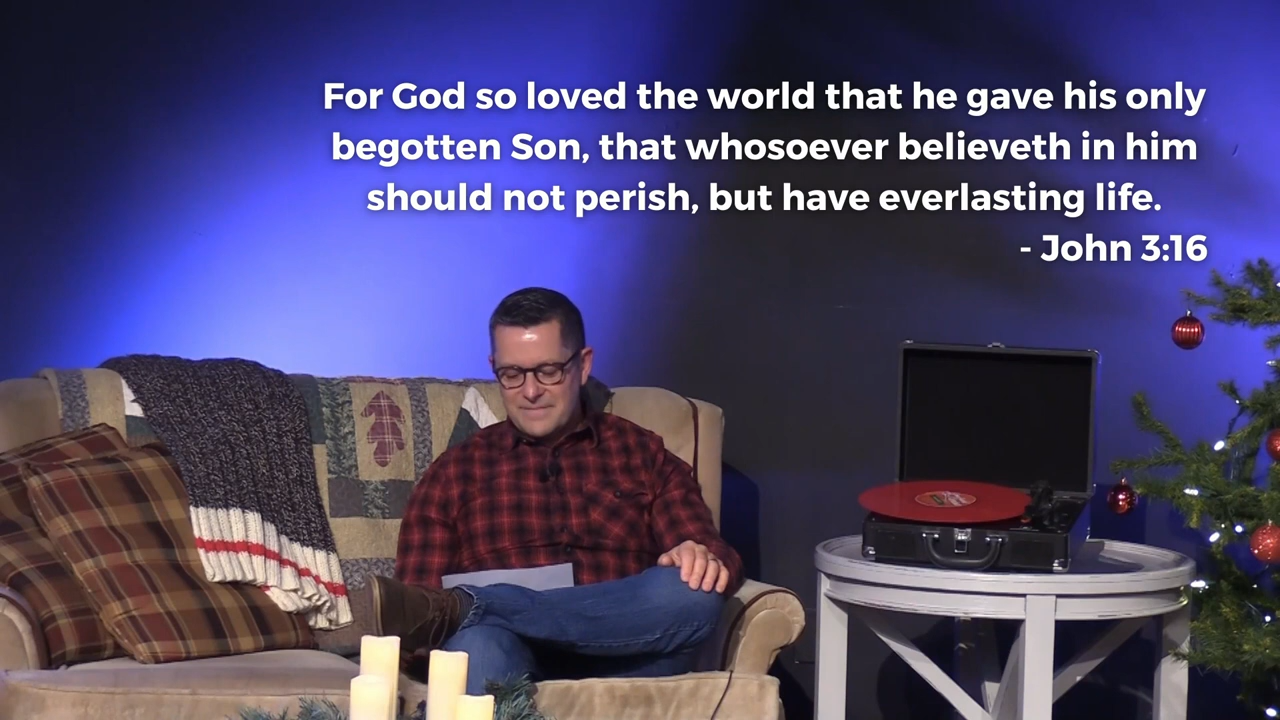 For God so loved the world that he gave his only
begotten Son, that whosoever believeth in him
should not perish, but have everlasting life.
- John 3:16